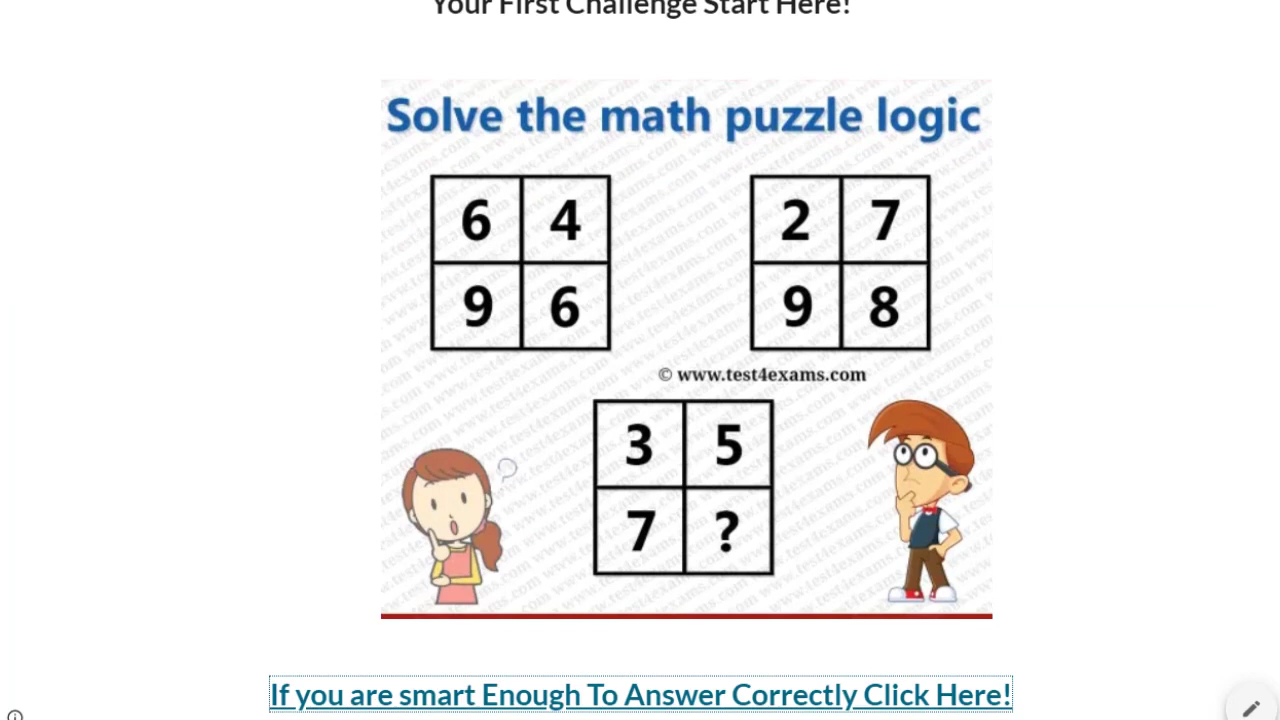 Your First Challenge Start Here!
Solve the math puzzle logic
6 4
9 6
2 7
9 8
© www.test4exams.com
3 5
7 ?
If you are smart Enough To Answer Correctly Click Here!